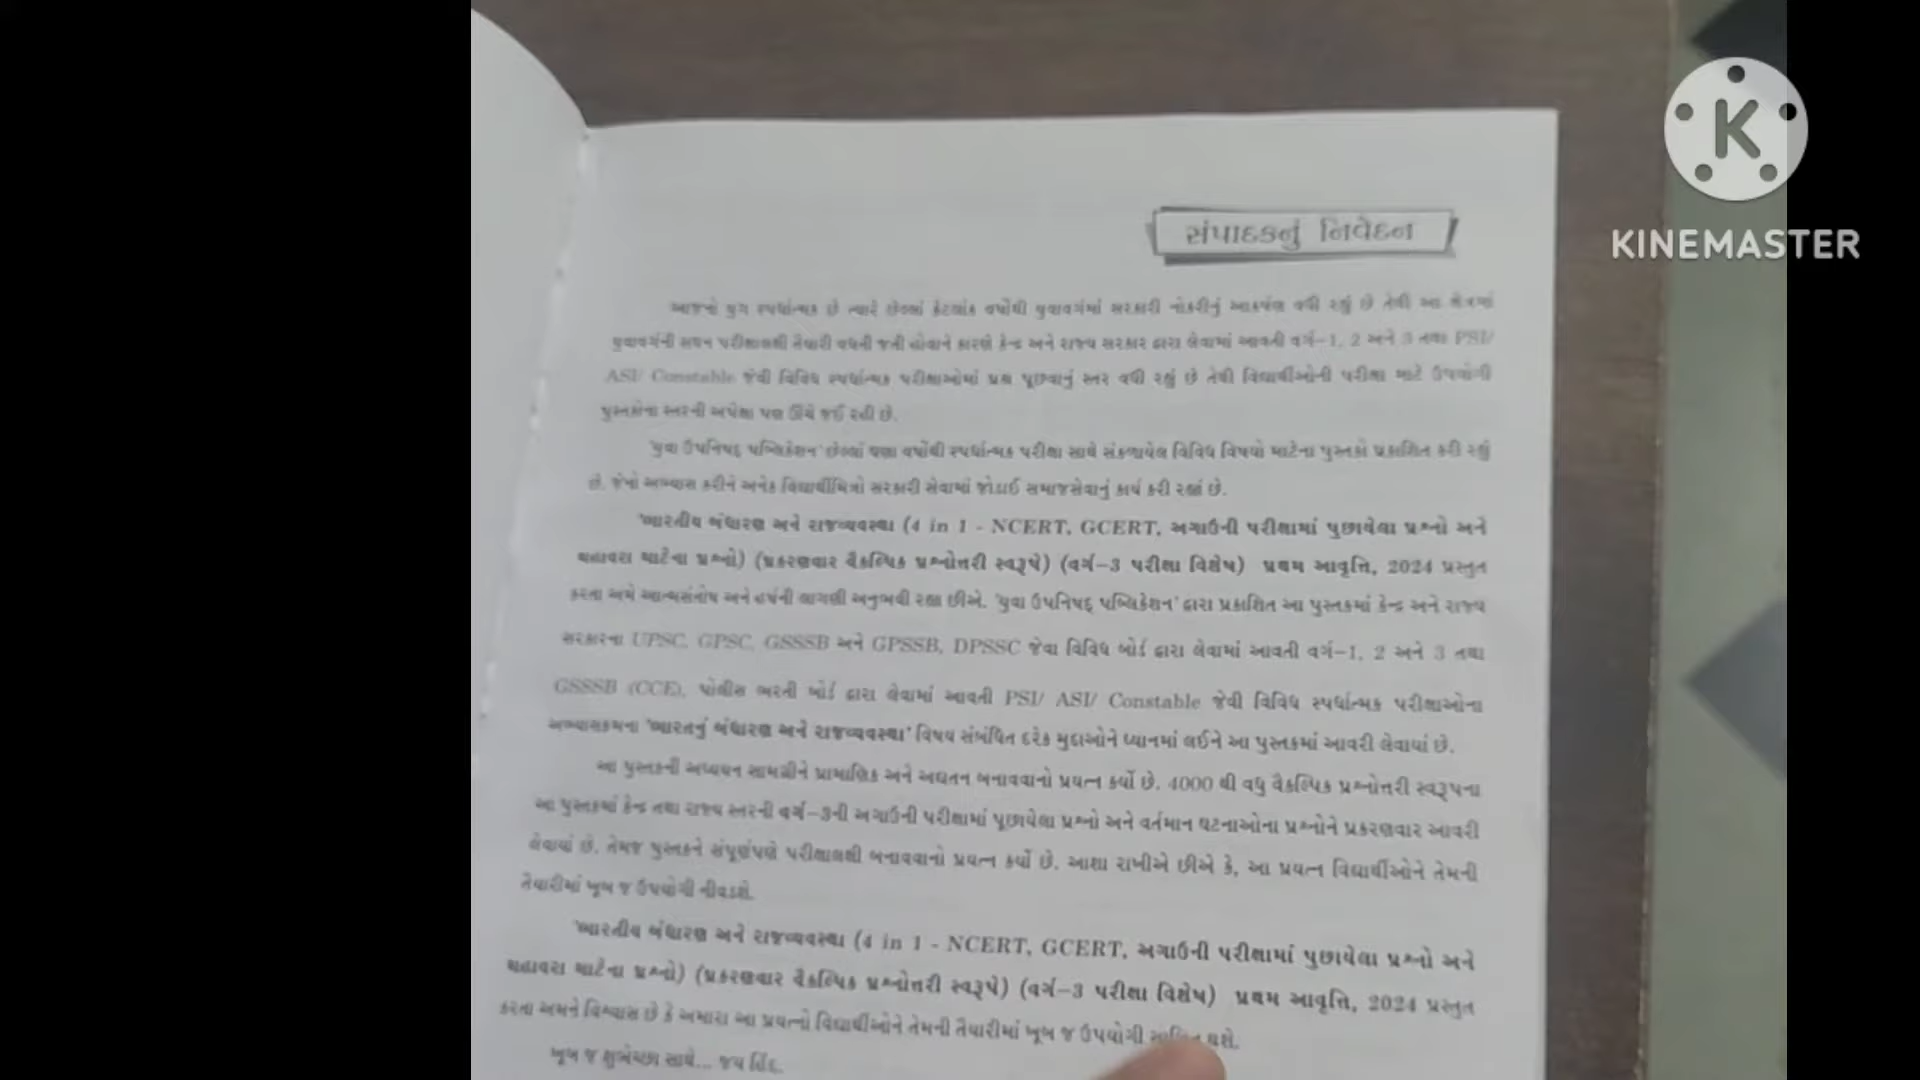 સંપાદકનું નિવેદન
K
KINEMASTER
આજનો યુગ સ્પર્ધાત્મક છે ત્યારે છેલ્લાં કેટલાંક વર્ષોથી યુવાવર્ગમાં સરકારી નોકરીનું આકર્ષણ વધી રહ્યું છે તેથી આ ક્ષેત્રમાં
યુવાવર્ગની સઘન પરીક્ષાલક્ષી તૈયારી વધતી જતી હોવાને કારણે કેન્દ્ર અને રાજ્ય સરકાર દ્વારા લેવામાં આવતી વર્ગ-1, 2 અને 3 તથા PSI/
ASI/ Constable જેવી વિવિધ સ્પર્ધાત્મક પરીક્ષાઓમાં પ્રશ્ન પૂછવાનું સ્તર વધી રહ્યું છે તેથી વિદ્યાર્થીઓની પરીક્ષા માટે ઉપયોગી
પુસ્તકોના સ્તરની અપેક્ષા પણ ઊંચે જઈ રહી છે.
'યુવા ઉપનિષદ્ પબ્લિકેશન' છેલ્લાં ઘણા વર્ષોથી સ્પર્ધાત્મક પરીક્ષા સાથે સંકળાયેલ વિવિધ વિષયો માટેના પુસ્તકો પ્રકાશિત કરી રહ્યું
છે. જેનો અભ્યાસ કરીને અનેક વિદ્યાર્થીમિત્રો સરકારી સેવામાં જોડાઈ સમાજસેવાનું કાર્ય કરી રહ્યાં છે.
'ભારતીય બંધારણ અને રાજ્યવ્યવસ્થા (4 in 1 - NCERT, GCERT, અગાઉની પરીક્ષામાં પુછાયેલા પ્રશ્નો અને
મહાવરા માટેના પ્રશ્નો) (પ્રકરણવાર વૈકલ્પિક પ્રશ્નોત્તરી સ્વરૂપે) (વર્ગ-3 પરીક્ષા વિશેષ) પ્રથમ આવૃત્તિ, 2024 પ્રસ્તુત
કરતા અમે આત્મસંતોષ અને હર્ષની લાગણી અનુભવી રહ્યા છીએ. 'યુવા ઉપનિષદ્ પબ્લિકેશન' દ્વારા પ્રકાશિત આ પુસ્તકમાં કેન્દ્ર અને રાજ્ય
સરકારના UPSC, GPSC, GSSSB અને GPSSB, DPSSC જેવા વિવિધ બોર્ડ દ્વારા લેવામાં આવતી વર્ગ-1, 2 અને 3 તથા
GSSSB (CCE), પોલીસ ભરતી બોર્ડ દ્વારા લેવામાં આવતી PSI/ ASI/ Constable જેવી વિવિધ સ્પર્ધાત્મક પરીક્ષાઓના
અભ્યાસક્રમના 'ભારતનું બંધારણ અને રાજ્યવ્યવસ્થા' વિષય સંબંધિત દરેક મુદ્દાઓને ધ્યાનમાં લઈને આ પુસ્તકમાં આવરી લેવાયાં છે.
આ પુસ્તકની અધ્યયન સામગ્રીને પ્રામાણિક અને અદ્યતન બનાવવાનો પ્રયત્ન કર્યો છે. 4000 થી વધુ વૈકલ્પિક પ્રશ્નોત્તરી સ્વરૂપના
આ પુસ્તકમાં કેન્દ્ર તથા રાજ્ય સ્તરની વર્ગ-3ની અગાઉની પરીક્ષામાં પૂછાયેલા પ્રશ્નો અને વર્તમાન ઘટનાઓના પ્રશ્નોને પ્રકરણવાર આવરી
લેવાયાં છે. તેમજ પુસ્તકને સંપૂર્ણપણે પરીક્ષાલક્ષી બનાવવાનો પ્રયત્ન કર્યો છે. આશા રાખીએ છીએ કે, આ પ્રયત્ન વિદ્યાર્થીઓને તેમની
તૈયારીમાં ખૂબ જ ઉપયોગી નીવડશે.
'ભારતીય બંધારણ અને રાજ્યવ્યવસ્થા (4 in 1 - NCERT, GCERT, અગાઉની પરીક્ષામાં પુછાયેલા પ્રશ્નો અને
મહાવરા માટેના પ્રશ્નો) (પ્રકરણવાર વૈકલ્પિક પ્રશ્નોત્તરી સ્વરૂપે) (વર્ગ-3 પરીક્ષા વિશેષ) પ્રથમ આવૃત્તિ, 2024 પ્રસ્તુત
કરતા અમને વિશ્વાસ છે કે અમારા આ પ્રયત્નો વિદ્યાર્થીઓને તેમની તૈયારીમાં ખૂબ જ ઉપયોગી થશે.
ખૂબ જ શુભેચ્છા સાથે... જય હિંદ.